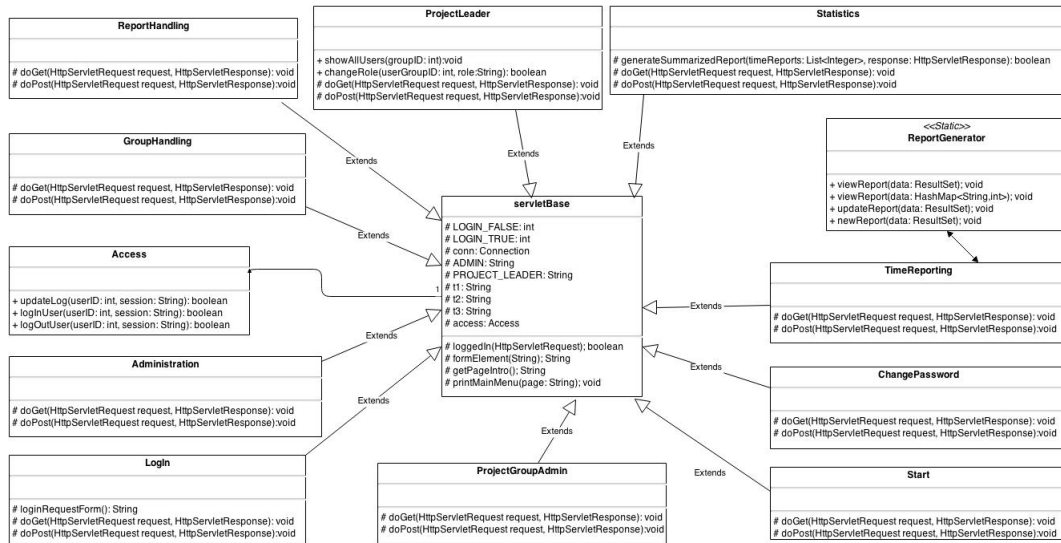 ReportHandling
# doGet(HttpServletRequest request, HttpServletResponse): void
# doPost(HttpServletRequest request, HttpServletResponse):void
ProjectLeader
+ showAllUsers(groupID: int):void
+ changeRole(userGroupID: int, role:String): boolean
# doGet(HttpServletRequest request, HttpServletResponse): void
# doPost(HttpServletRequest request, HttpServletResponse):void
Statistics
# generateSummarizedReport(timeReports: List<Integer>, response: HttpServletResponse): boolean
# doGet(HttpServletRequest request, HttpServletResponse): void
# doPost(HttpServletRequest request, HttpServletResponse):void
<<Static>>
ReportGenerator
+ viewReport(data: ResultSet); void
+ viewReport(data: HashMap<String,int>); void
+ updateReport(data: ResultSet); void
+ newReport(data: ResultSet); void
Extends
Extends
Extends
GroupHandling
# doGet(HttpServletRequest request, HttpServletResponse): void
# doPost(HttpServletRequest request, HttpServletResponse):void
Extends
servletBase
# LOGIN_FALSE: int
# LOGIN_TRUE: int
# conn: Connection
# ADMIN: String
# PROJECT_LEADER: String
# t1: String
# t2: String
# t3: String
# access: Access
# loggedIn(HttpServletRequest); boolean
# formElement(String); String
# getPageIntro(); String
# printMainMenu(page: String); void
Access
+ updateLog(userID: int, session: String): boolean
+ logInUser(userID: int, session: String): boolean
+ logOutUser(userID: int, session: String): boolean
1
TimeReporting
# doGet(HttpServletRequest request, HttpServletResponse): void
# doPost(HttpServletRequest request, HttpServletResponse):void
Extends
Extends
Administration
# doGet(HttpServletRequest request, HttpServletResponse): void
# doPost(HttpServletRequest request, HttpServletResponse):void
Extends
Extends
ChangePassword
# doGet(HttpServletRequest request, HttpServletResponse): void
# doPost(HttpServletRequest request, HttpServletResponse):void
LogIn
# loginRequestForm(): String
# doGet(HttpServletRequest request, HttpServletResponse): void
# doPost(HttpServletRequest request, HttpServletResponse):void
Extends
ProjectGroupAdmin
# doGet(HttpServletRequest request, HttpServletResponse): void
# doPost(HttpServletRequest request, HttpServletResponse):void
Extends
Start
# doGet(HttpServletRequest request, HttpServletResponse): void
# doPost(HttpServletRequest request, HttpServletResponse):void